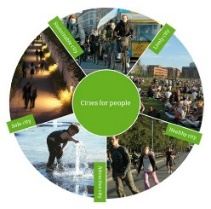 Cities for people
Sustainable city
Lively city
Healthy city
Safe city